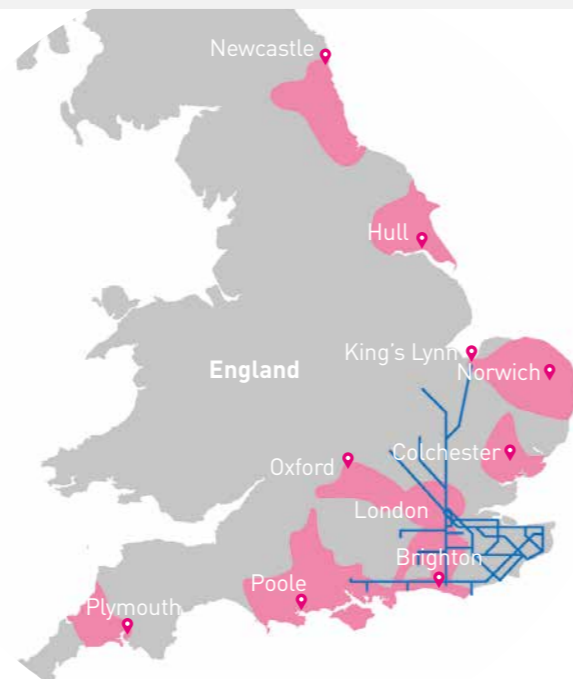 Newcastle
Hull
King's Lynn
Norwich
England
Colchester
Oxford
London
Brighton
Poole
Plymouth